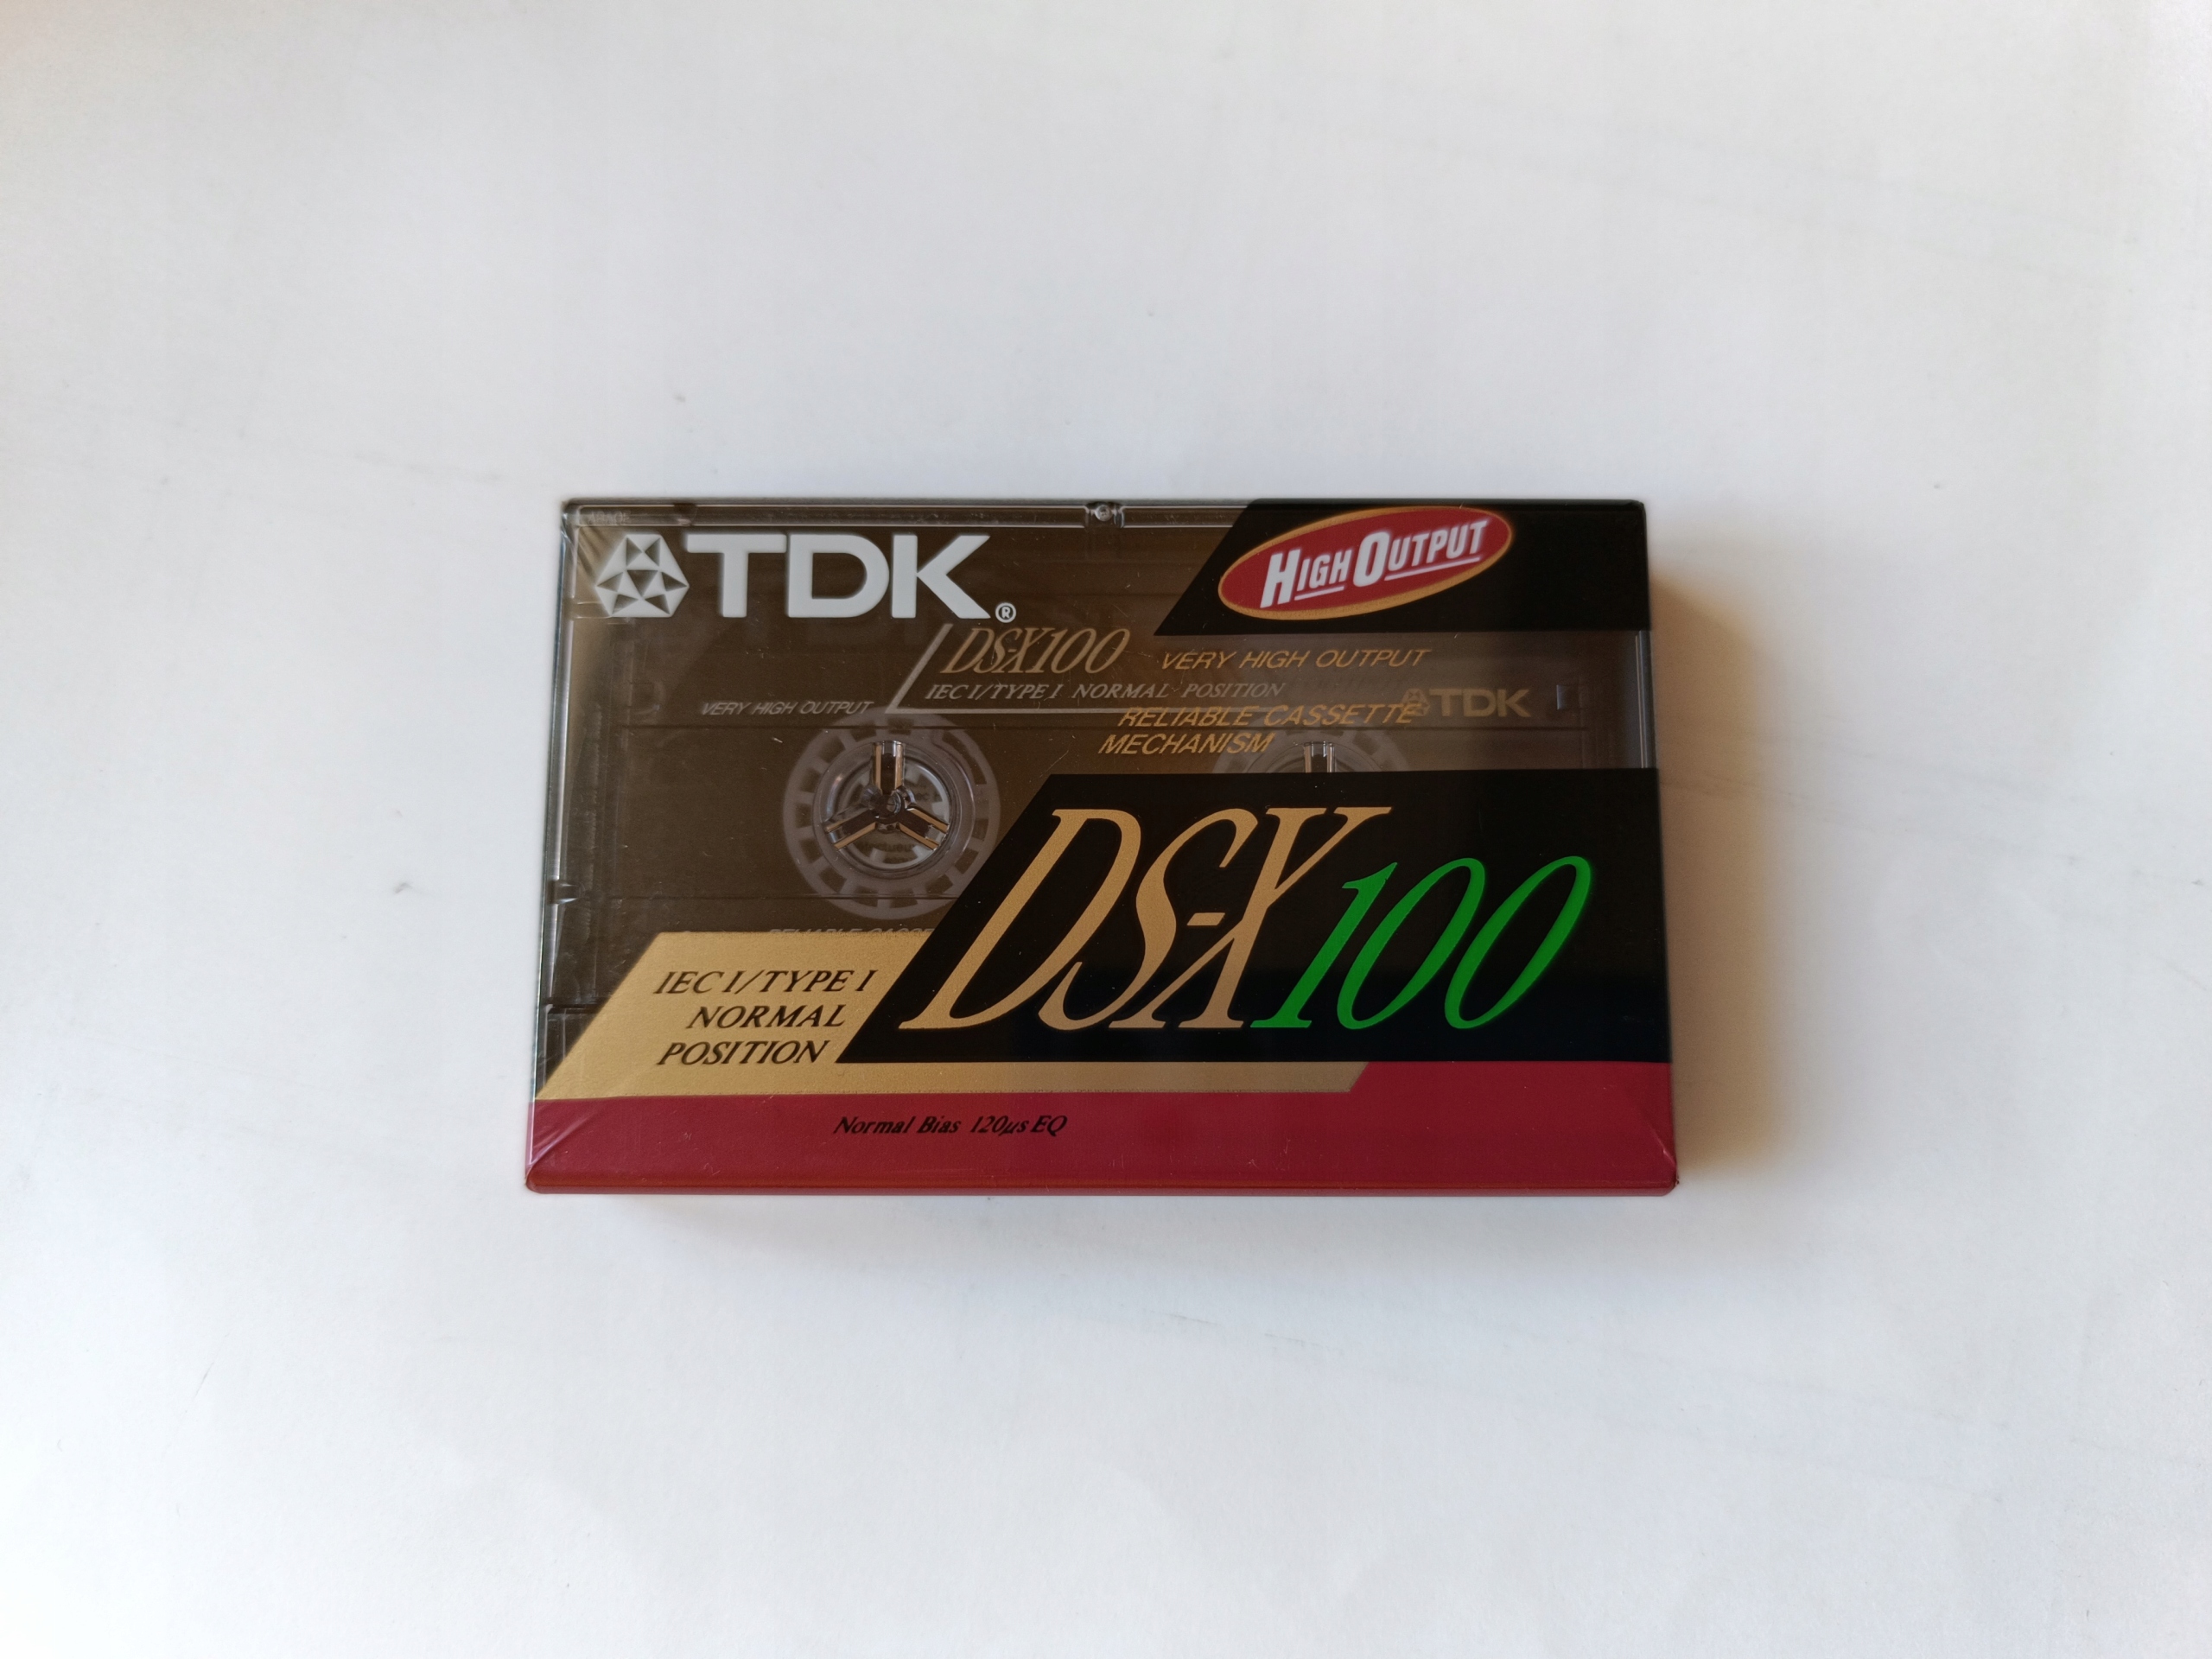 TDK®
HIGH OUTPUT
DS-X100
VERY HIGH OUTPUT
IEC I/TYPE I NORMAL POSITION
TDK
VERY HIGH OUTPUT
RELIABLE CASSETTE
MECHANISM
DS-X100
IEC I/TYPE I
NORMAL
POSITION
Normal Bias 120μs EQ